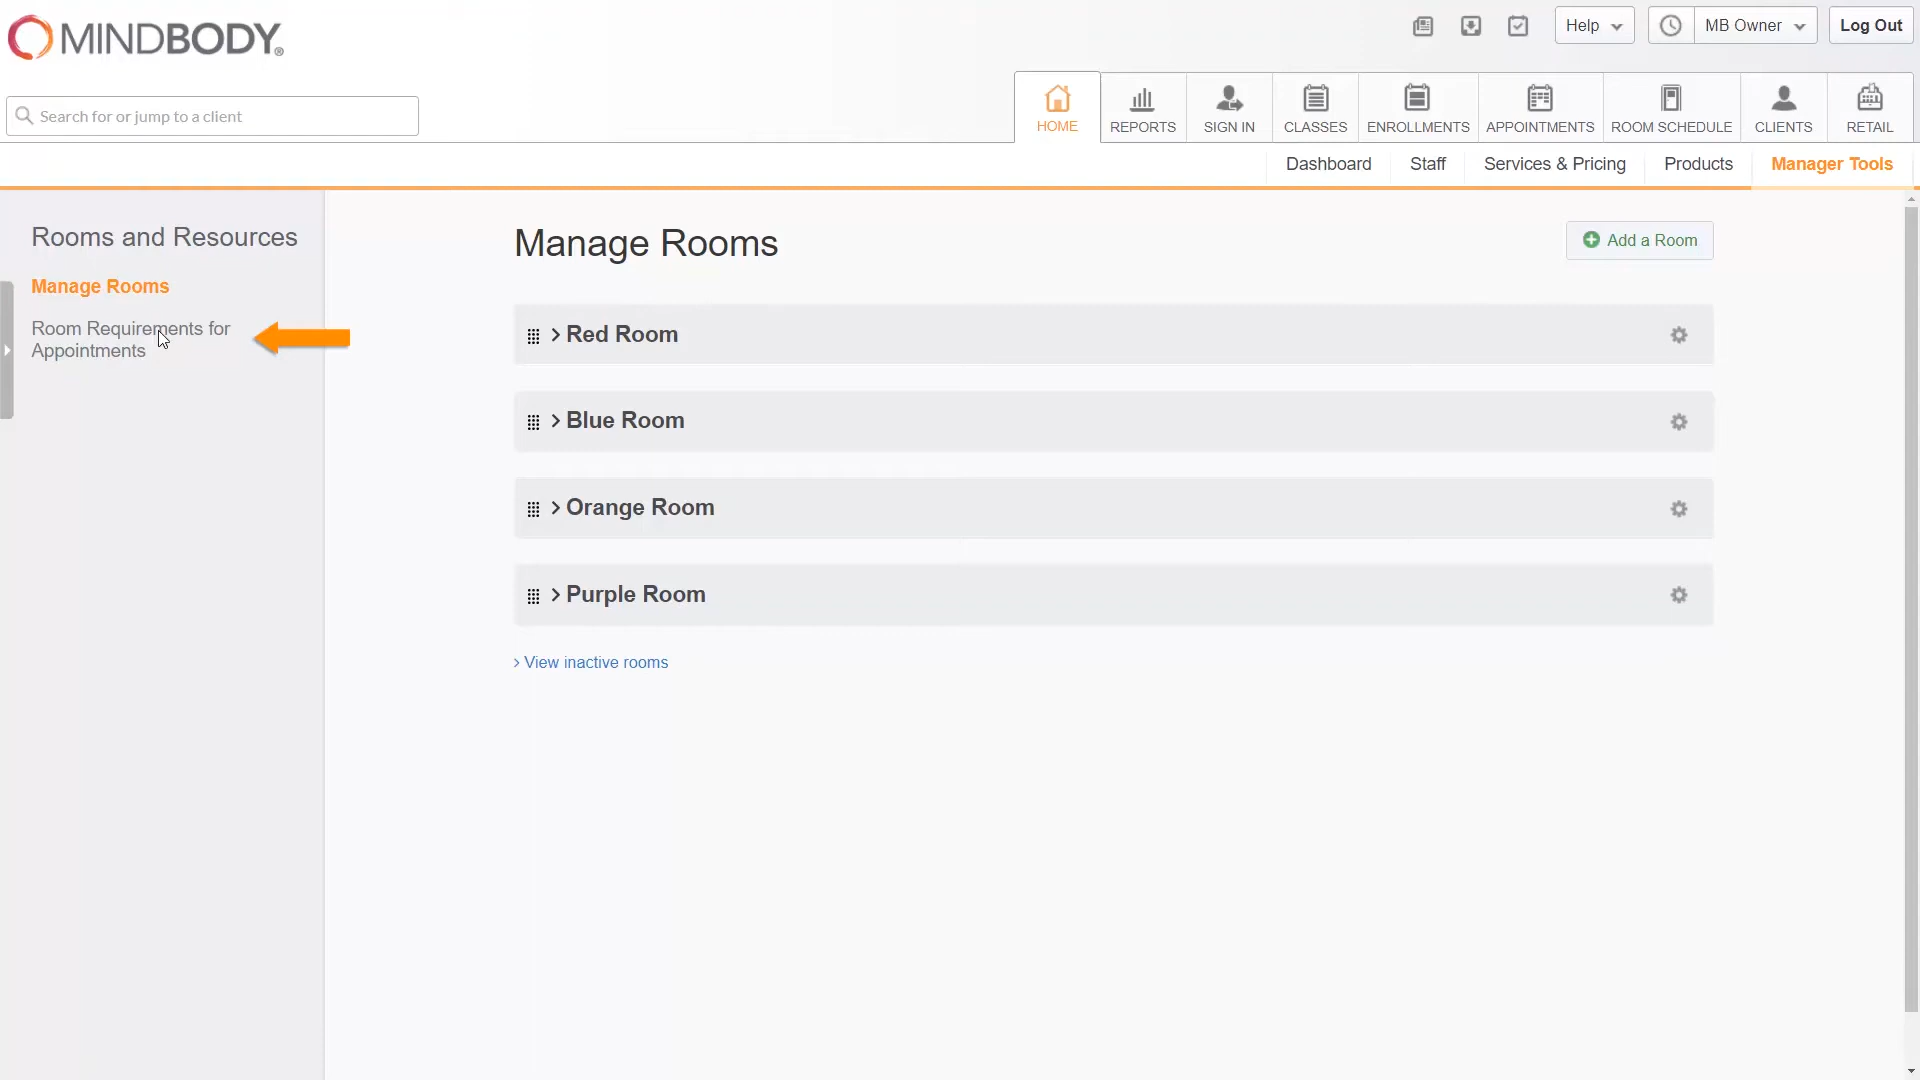 MINDBODY®
Help
MB Owner
Log Out
Search for or jump to a client
HOME
REPORTS
SIGN IN
CLASSES
ENROLLMENTS
APPOINTMENTS
ROOM SCHEDULE
CLIENTS
RETAIL
Dashboard
Staff
Services & Pricing
Products
Manager Tools
Rooms and Resources
Manage Rooms
Room Requirements for
Appointments
Manage Rooms
Add a Room
Red Room
Blue Room
Orange Room
Purple Room
View inactive rooms